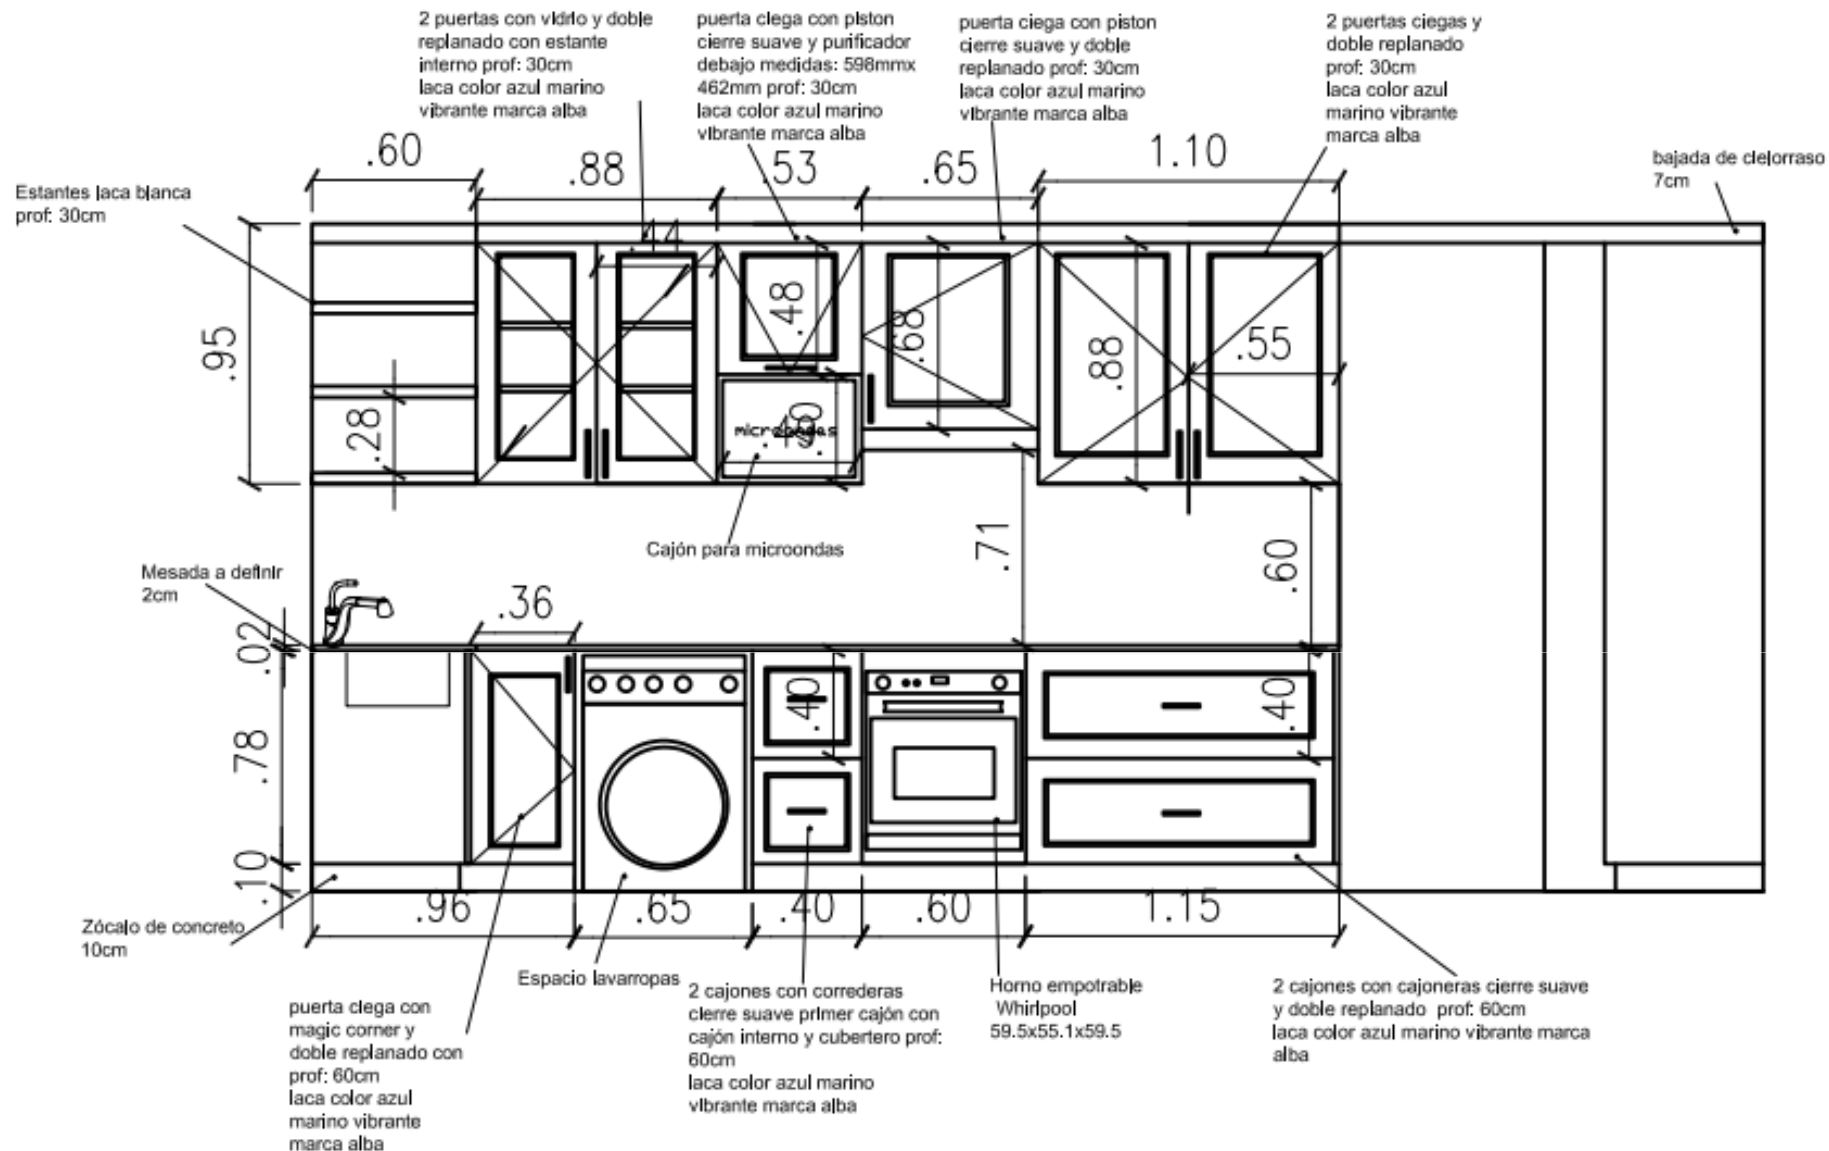 2 puertas con vidrio y doble
replanado con estante
interno prof: 30cm
laca color azul marino
vibrante marca alba
puerta ciega con piston
cierre suave y purificador
debajo medidas: 598mmx
462mm prof: 30cm
laca color azul marino
vibrante marca alba
puerta ciega con piston
cierre suave y doble
replanado prof: 30cm
laca color azul marino
vibrante marca alba
2 puertas ciegas y
doble replanado
prof: 30cm
laca color azul
marino vibrante
marca alba
bajada de cielorraso
7cm
Estantes laca blanca
prof: 30cm
.60
.88
.53
.65
1.10
.44
.95
.28
.48
.68
.88
.55
microondas
.49
Cajón para microondas
.71
.60
Mesada a definir
2cm
.36
.02
.78
.10
.40
.40
Zócalo de concreto
10cm
.96
.65
.40
.60
1.15
puerta ciega con
magic corner y
doble replanado con
prof: 60cm
laca color azul
marino vibrante
marca alba
Espacio lavarropas
2 cajones con correderas
cierre suave primer cajón con
cajón interno y cubertero prof:
60cm
laca color azul marino
vibrante marca alba
Horno empotrable
Whirlpool
59.5x55.1x59.5
2 cajones con cajoneras cierre suave
y doble replanado prof: 60cm
laca color azul marino vibrante marca
alba